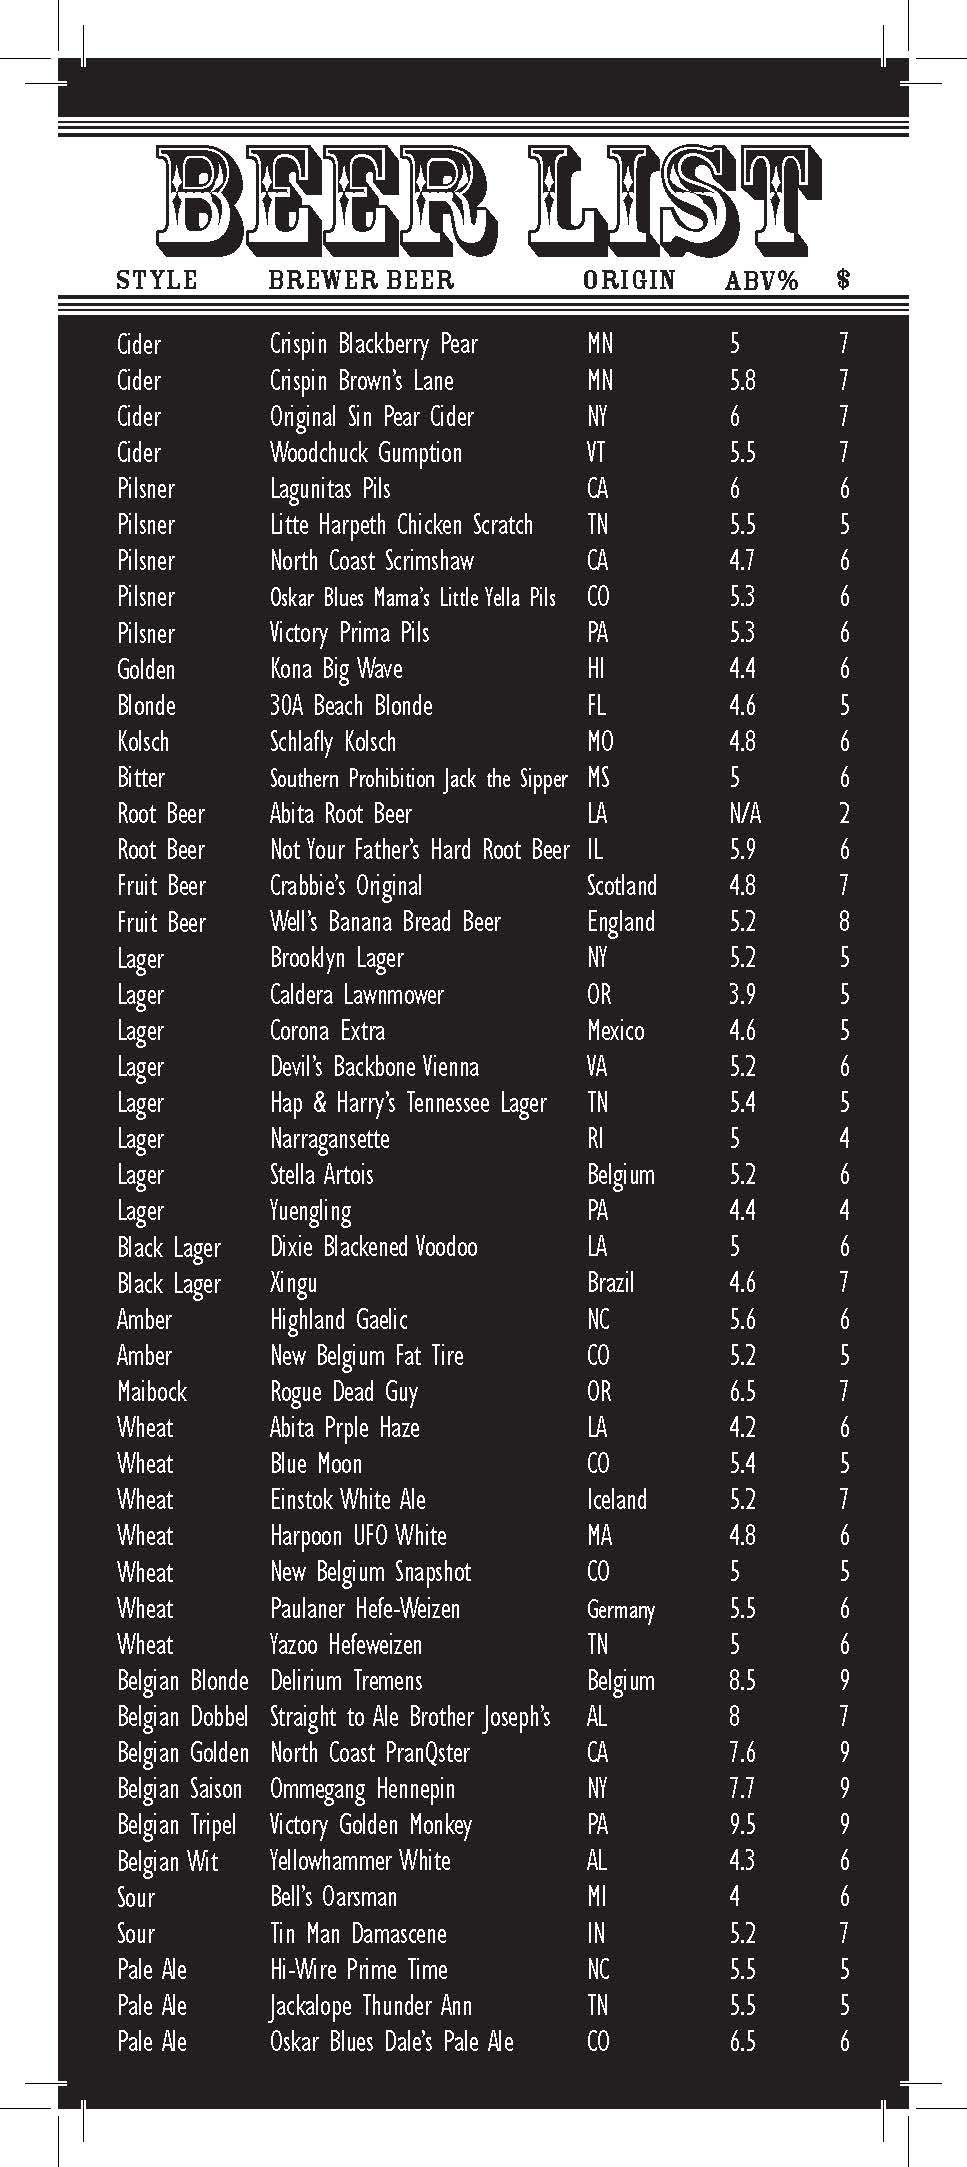 BEER LIST
STYLE BREWER BEER ORIGIN ABV% $
Cider Crispin Blackberry Pear MN 5 7
Cider Crispin Brown's Lane MN 5.8 7
Cider Original Sin Pear Cider NY 6 7
Cider Woodchuck Gumption VT 5.5 7
Pilsner Lagunitas Pils CA 6 6
Pilsner Litte Harpeth Chicken Scratch TN 5.5 5
Pilsner North Coast Scrimshaw CA 4.7 6
Pilsner Oskar Blues Mama's Little Yella Pils CO 5.3 6
Pilsner Victory Prima Pils PA 5.3 6
Golden Kona Big Wave HI 4.4 6
Blonde 30A Beach Blonde FL 4.6 5
Kolsch Schlafly Kolsch MO 4.8 6
Bitter Southern Prohibition Jack the Sipper MS 5 6
Root Beer Abita Root Beer LA N/A 2
Root Beer Not Your Father's Hard Root Beer IL 5.9 6
Fruit Beer Crabbie's Original Scotland 4.8 7
Fruit Beer Well's Banana Bread Beer England 5.2 8
Lager Brooklyn Lager NY 5.2 5
Lager Caldera Lawnmower OR 3.9 5
Lager Corona Extra Mexico 4.6 5
Lager Devil's Backbone Vienna VA 5.2 6
Lager Hap & Harry's Tennessee Lager TN 5.4 5
Lager Narragansette RI 5 4
Lager Stella Artois Belgium 5.2 6
Lager Yuengling PA 4.4 4
Black Lager Dixie Blackened Voodoo LA 5 6
Black Lager Xingu Brazil 4.6 7
Amber Highland Gaelic NC 5.6 6
Amber New Belgium Fat Tire CO 5.2 5
Maibock Rogue Dead Guy OR 6.5 7
Wheat Abita Prple Haze LA 4.2 6
Wheat Blue Moon CO 5.4 5
Wheat Einstok White Ale Iceland 5.2 7
Wheat Harpoon UFO White MA 4.8 6
Wheat New Belgium Snapshot CO 5 5
Wheat Paulaner Hefe-Weizen Germany 5.5 6
Wheat Yazoo Hefeweizen TN 5 6
Belgian Blonde Delirium Tremens Belgium 8.5 9
Belgian Dobbel Straight to Ale Brother Joseph's AL 8 7
Belgian Golden North Coast PranQster CA 7.6 9
Belgian Saison Ommegang Hennepin NY 7.7 9
Belgian Tripel Victory Golden Monkey PA 9.5 9
Belgian Wit Yellowhammer White AL 4.3 6
Sour Bell's Oarsman MI 4 6
Sour Tin Man Damascene IN 5.2 7
Pale Ale Hi-Wire Prime Time NC 5.5 5
Pale Ale Jackalope Thunder Ann TN 5.5 5
Pale Ale Oskar Blues Dale's Pale Ale CO 6.5 6